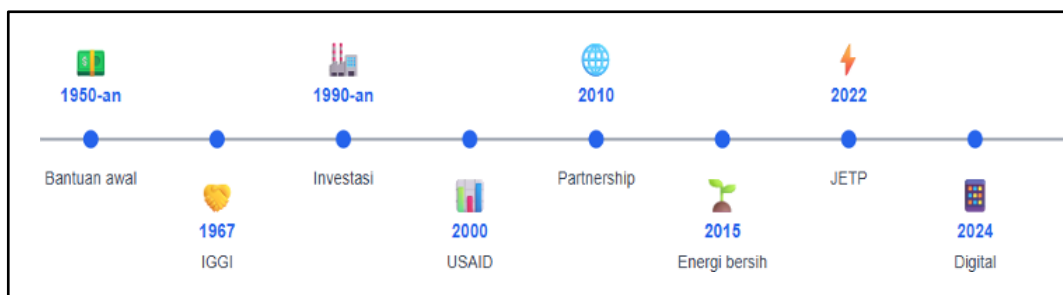 1950-an
Bantuan awal
1967
IGGI
1990-an
Investasi
2000
USAID
2010
Partnership
2015
Energi bersih
2022
JETP
2024
Digital